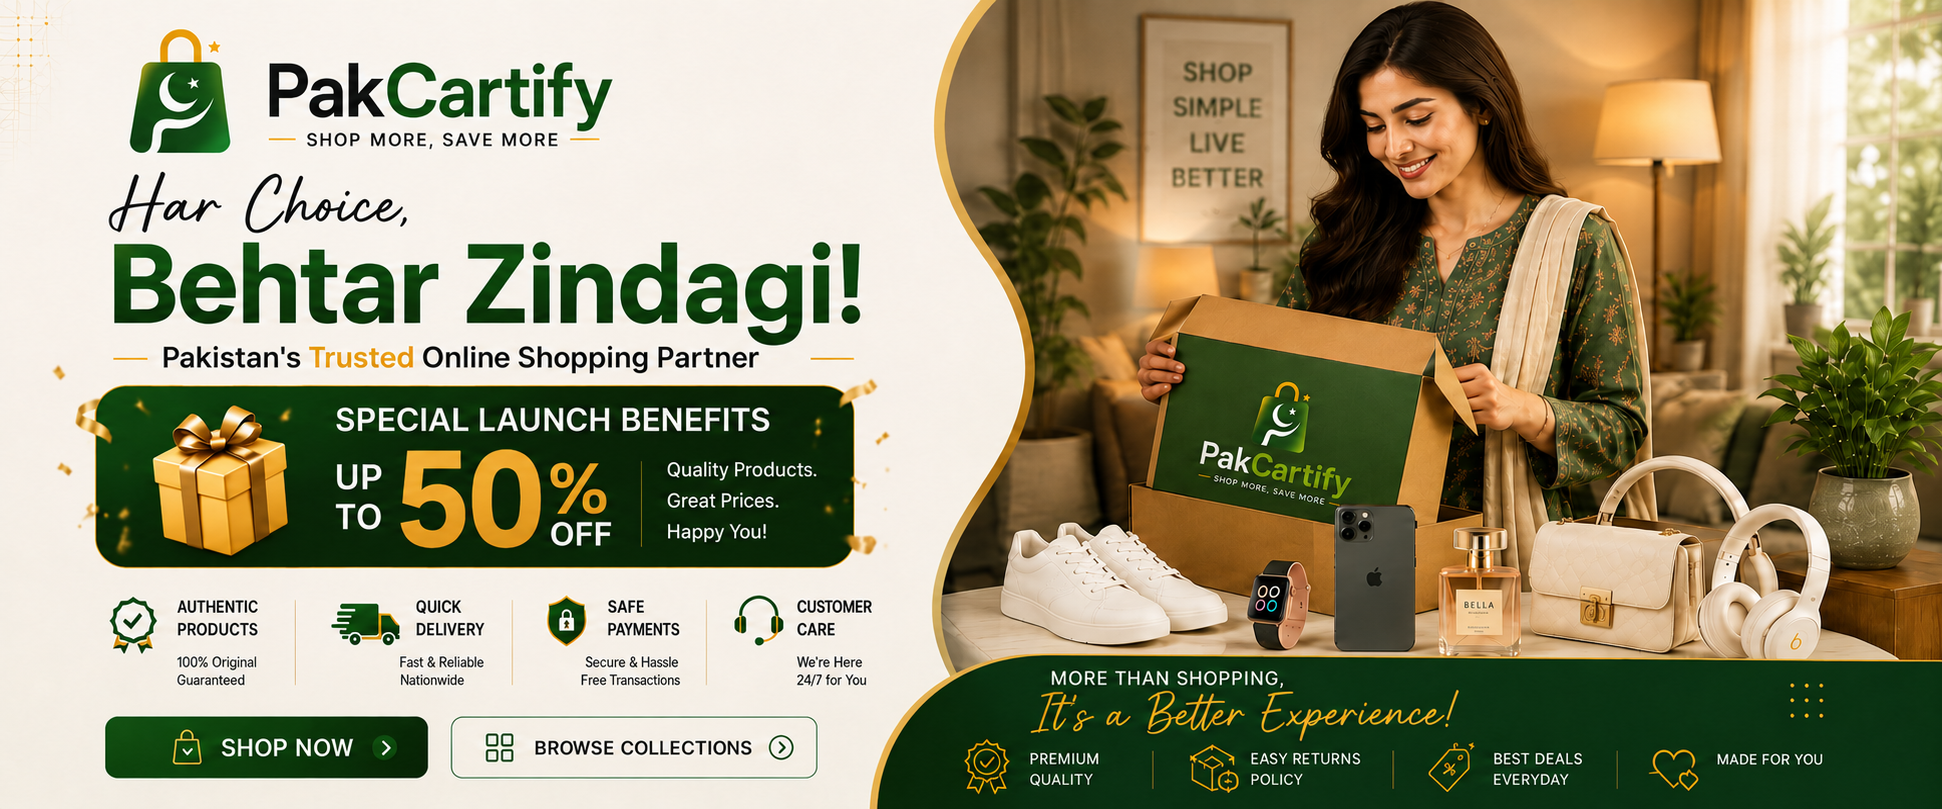 PakCartify
SHOP MORE, SAVE MORE
Har Choice,
Behtar Zindagi!
Pakistan's Trusted Online Shopping Partner
SPECIAL LAUNCH BENEFITS
UP TO 50% OFF
Quality Products.
Great Prices.
Happy You!
AUTHENTIC
PRODUCTS
100% Original
Guaranteed
QUICK
DELIVERY
Fast & Reliable
Nationwide
SAFE
PAYMENTS
Secure & Hassle
Free Transactions
CUSTOMER
CARE
We're Here
24/7 for You
SHOP NOW
BROWSE COLLECTIONS
SHOP
SIMPLE
LIVE
BETTER
PakCartify
SHOP MORE, SAVE MORE
BELLA
MORE THAN SHOPPING,
It's a Better Experience!
PREMIUM
QUALITY
EASY RETURNS
POLICY
BEST DEALS
EVERYDAY
MADE FOR YOU